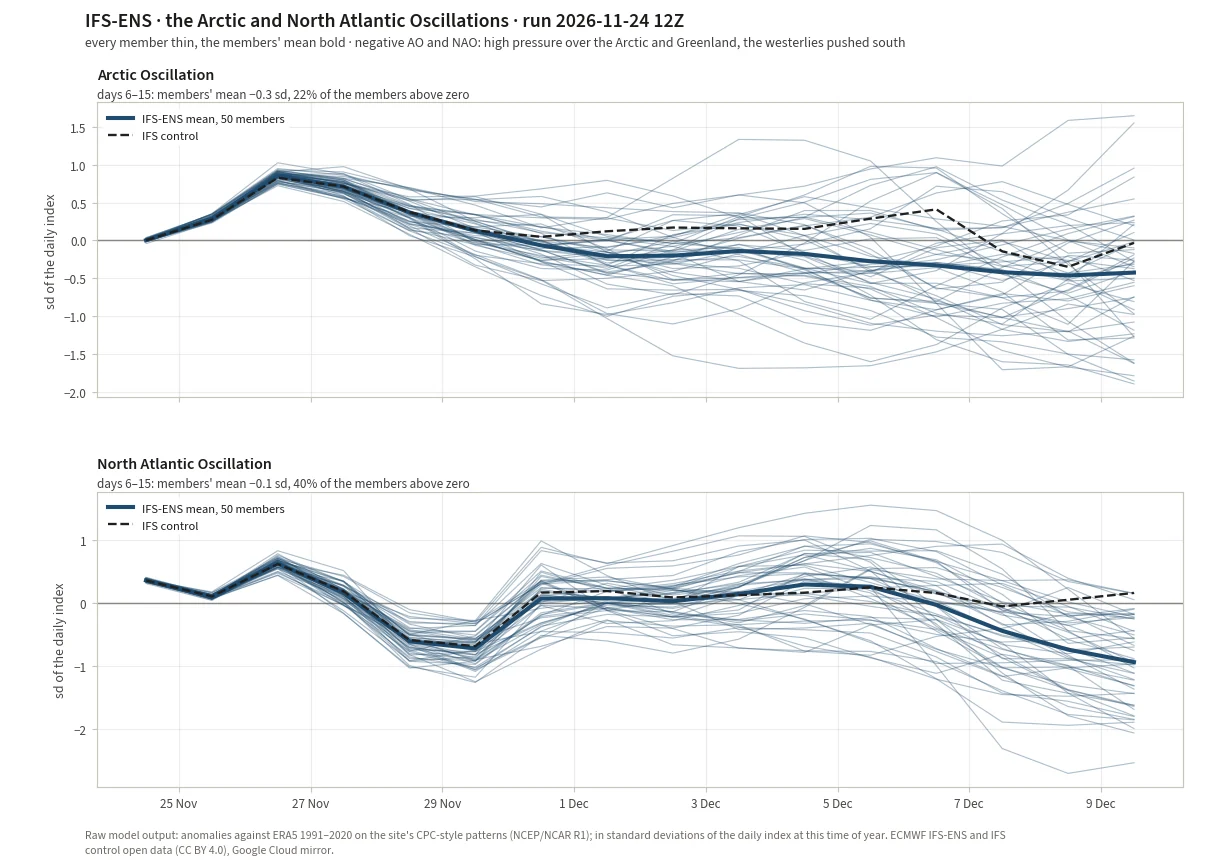 IFS-ENS · the Arctic and North Atlantic Oscillations · run 2026-11-24 12Z
every member thin, the members' mean bold · negative AO and NAO: high pressure over the Arctic and Greenland, the westerlies pushed south
Arctic Oscillation
days 6–15: members' mean −0.3 sd, 22% of the members above zero
IFS-ENS mean, 50 members
IFS control
sd of the daily index
1.5
1.0
0.5
0.0
−0.5
−1.0
−1.5
−2.0
North Atlantic Oscillation
days 6–15: members' mean −0.1 sd, 40% of the members above zero
IFS-ENS mean, 50 members
IFS control
sd of the daily index
1
0
−1
−2
25 Nov 27 Nov 29 Nov 1 Dec 3 Dec 5 Dec 7 Dec 9 Dec
Raw model output: anomalies against ERA5 1991–2020 on the site's CPC-style patterns (NCEP/NCAR R1); in standard deviations of the daily index at this time of year. ECMWF IFS-ENS and IFS
control open data (CC BY 4.0), Google Cloud mirror.